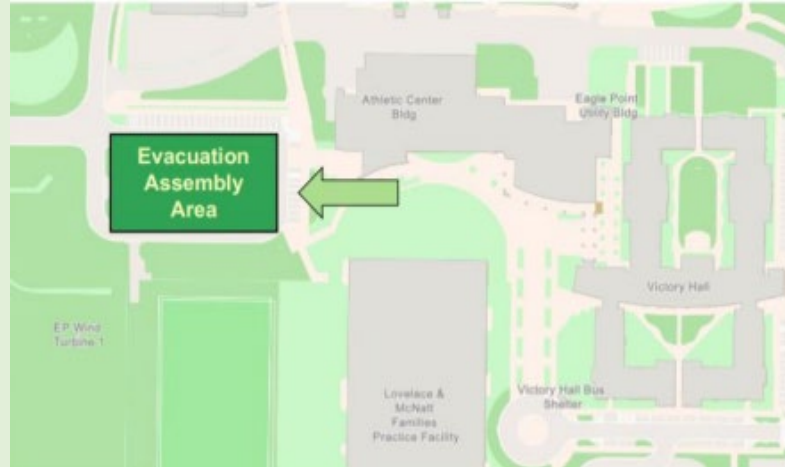 Athletic Center
Bldg
Eagle Point
Utility Bldg
Evacuation
Assembly
Area
Victory Hall
EP Wind
Turbine 1
Lovelace &
McNatt
Families
Practice Facility
Victory Hall Bus
Shelter